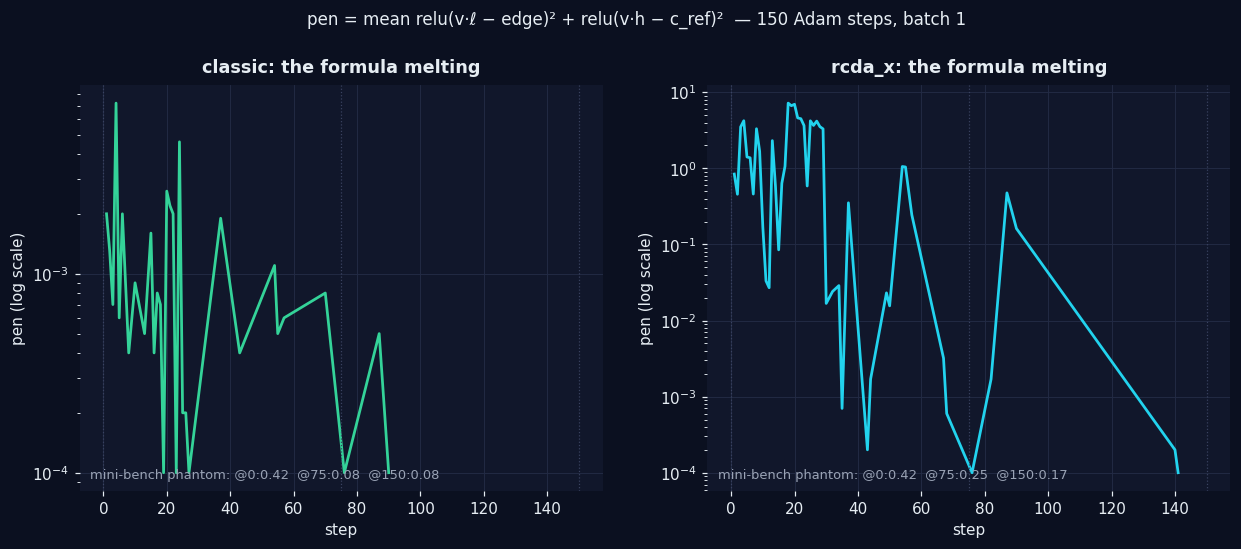 pen = mean relu(v·ℓ − edge)² + relu(v·h − c_ref)²  — 150 Adam steps, batch 1
classic: the formula melting
pen (log scale)
10⁻³
10⁻⁴
mini-bench phantom: @0:0.42  @75:0.08  @150:0.08
0 20 40 60 80 100 120 140
step
rcda_x: the formula melting
pen (log scale)
10¹
10⁰
10⁻¹
10⁻²
10⁻³
10⁻⁴
mini-bench phantom: @0:0.42  @75:0.25  @150:0.17
0 20 40 60 80 100 120 140
step